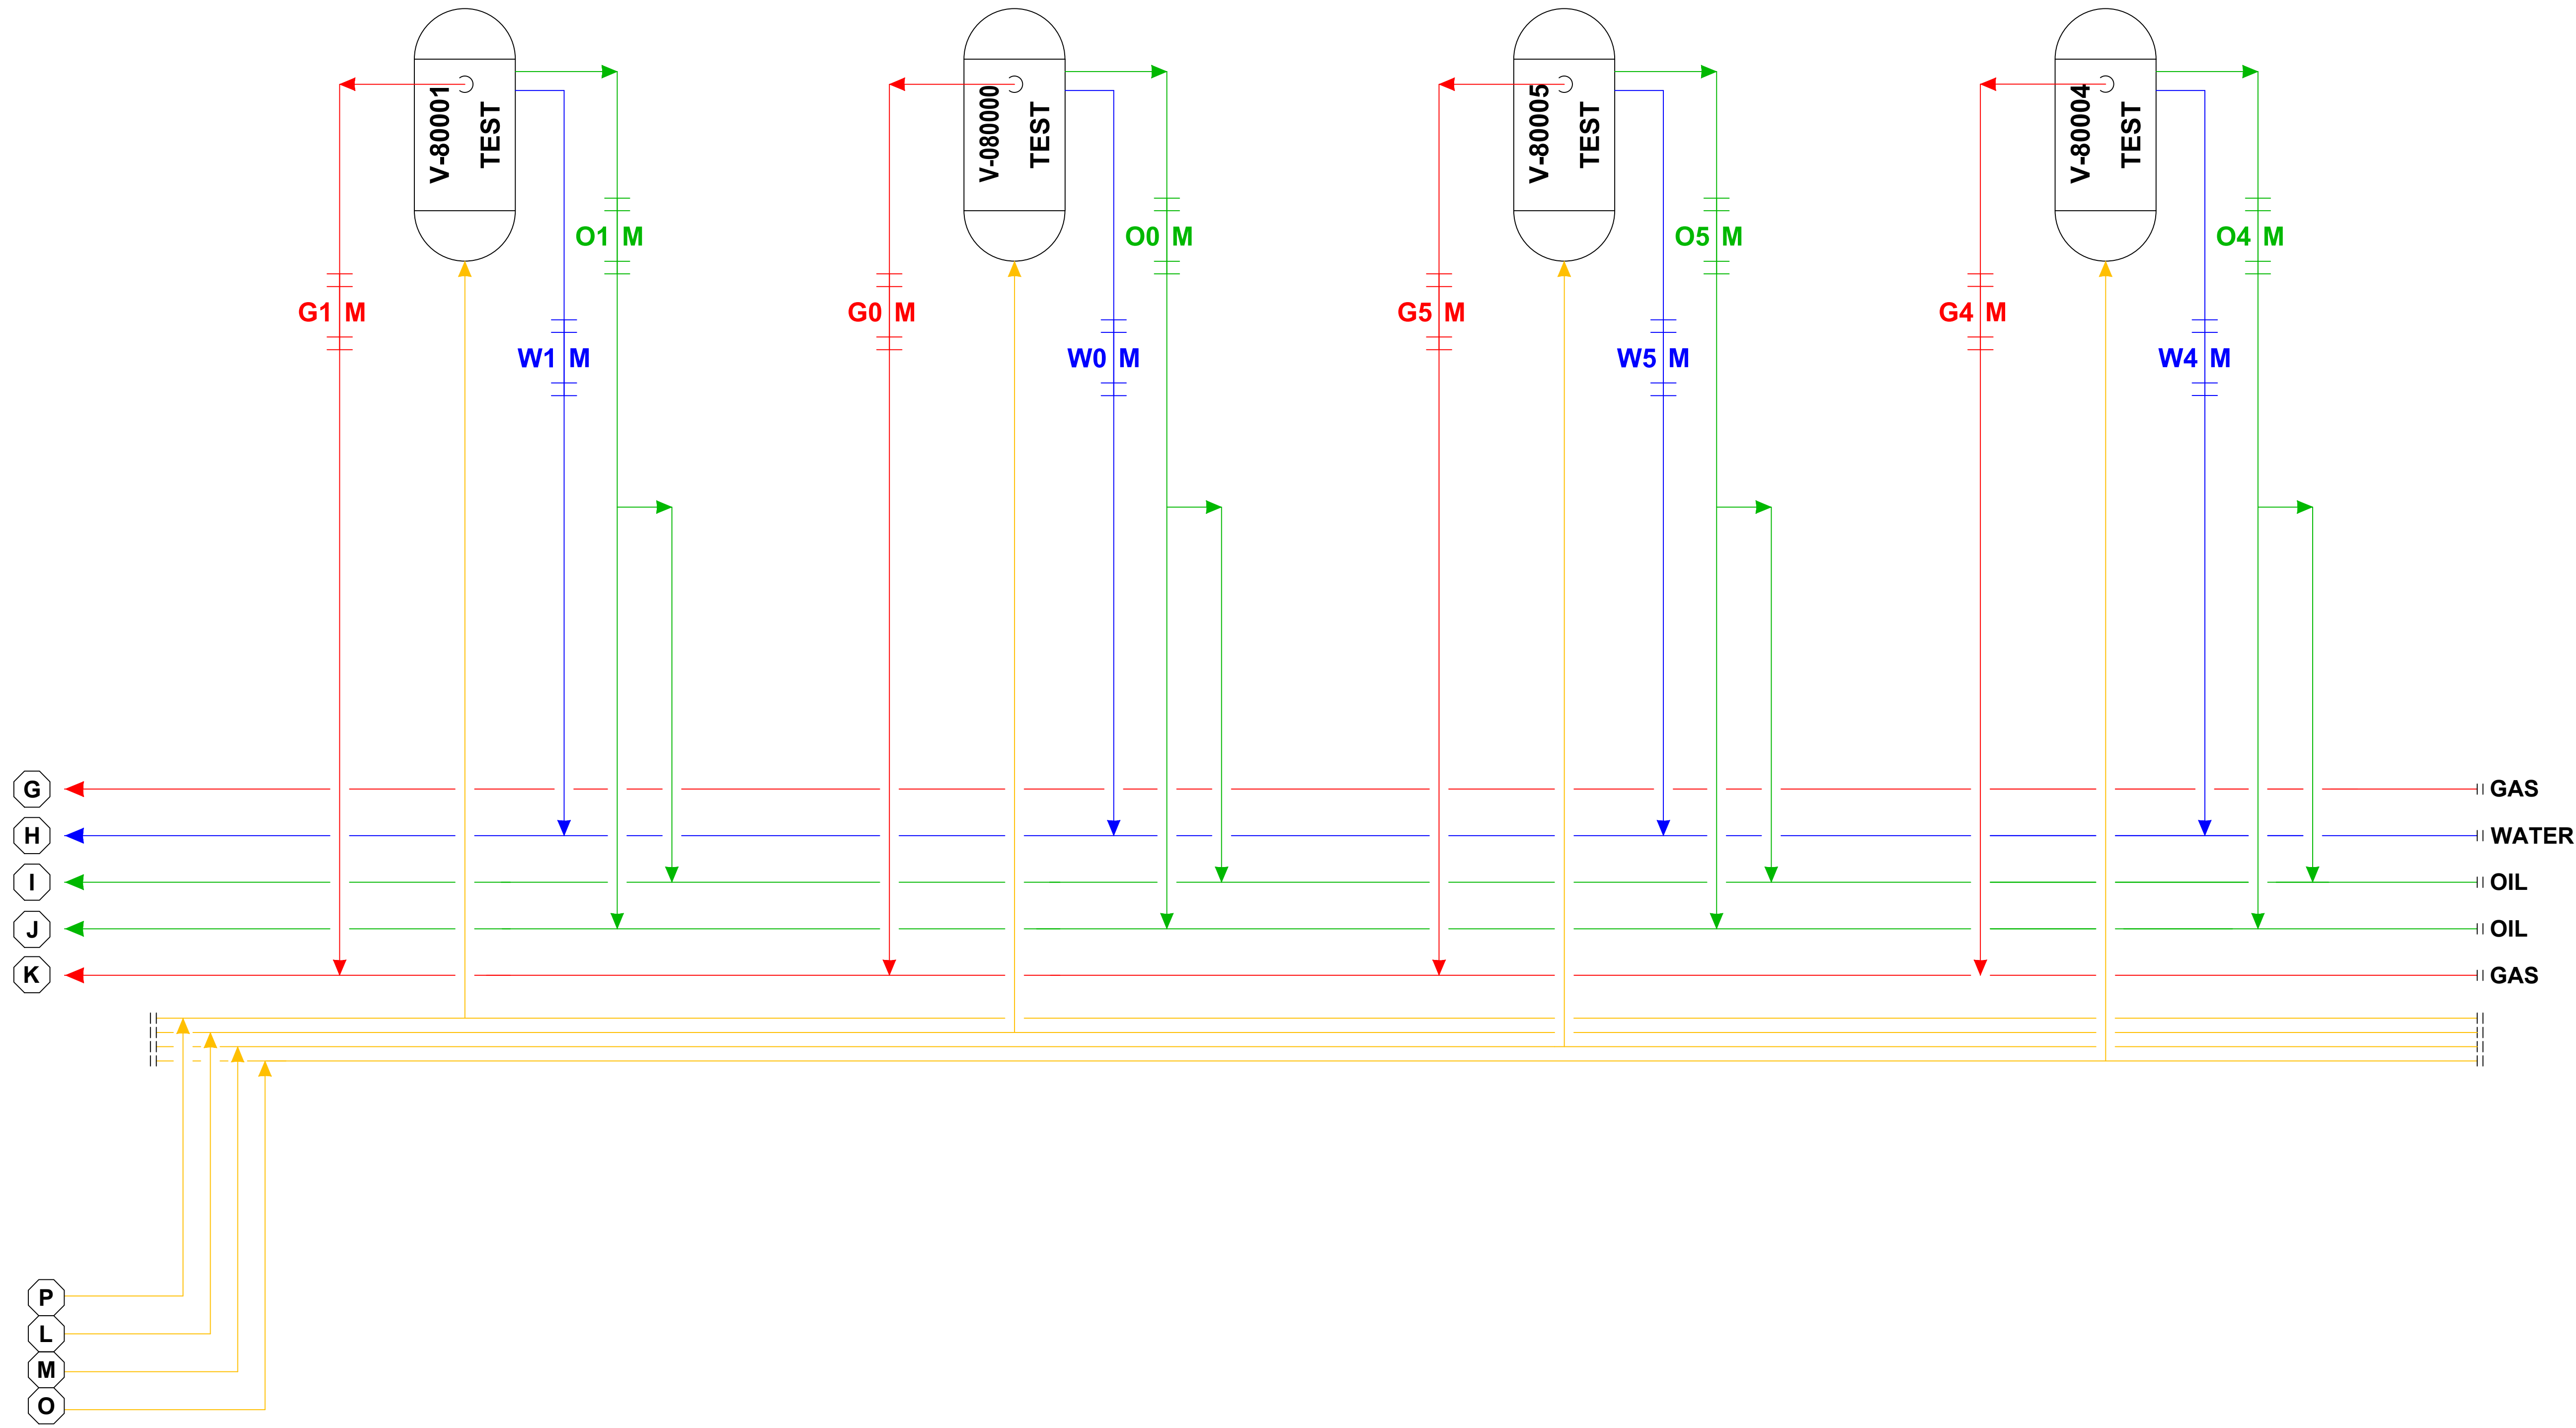 V-80001
TEST
V-080000
TEST
V-80005
TEST
V-80004
TEST
O1 M
O0 M
O5 M
O4 M
G1 M
G0 M
G5 M
G4 M
W1 M
W0 M
W5 M
W4 M
G
GAS
H
WATER
I
OIL
J
OIL
K
GAS
P
L
M
O